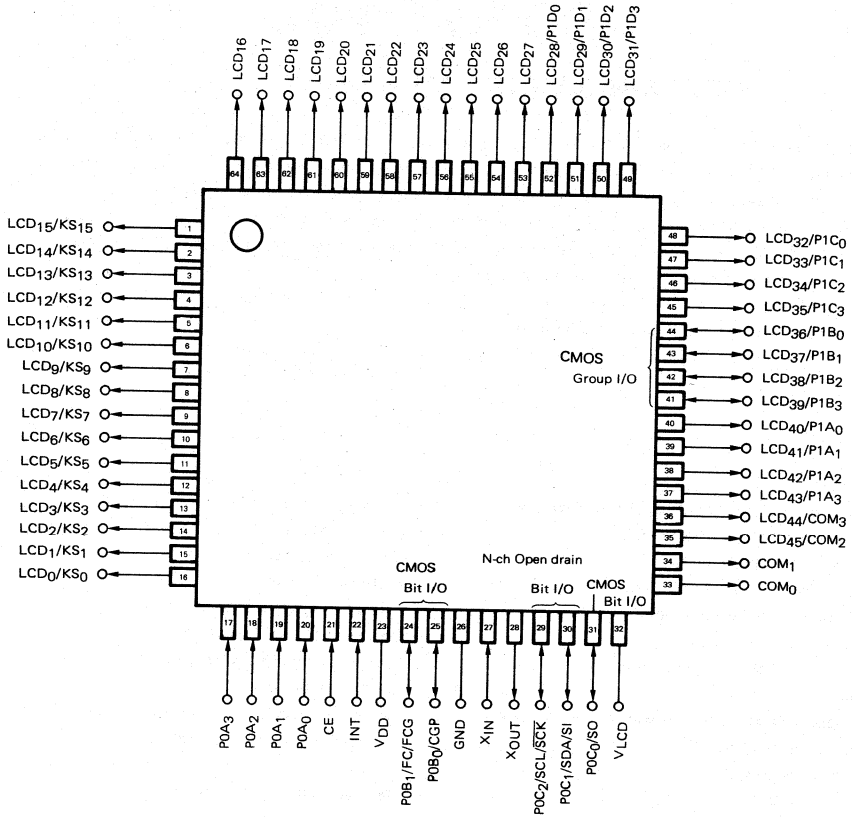 LCD16
LCD17
LCD18
LCD19
LCD20
LCD21
LCD22
LCD23
LCD24
LCD25
LCD26
LCD27
LCD28/P1D0
LCD29/P1D1
LCD30/P1D2
LCD31/P1D3
64
63
62
61
60
59
58
57
56
55
54
53
52
51
50
49
LCD15/KS15 1
LCD14/KS14 2
LCD13/KS13 3
LCD12/KS12 4
LCD11/KS11 5
LCD10/KS10 6
LCD9/KS9 7
LCD8/KS8 8
LCD7/KS7 9
LCD6/KS6 10
LCD5/KS5 11
LCD4/KS4 12
LCD3/KS3 13
LCD2/KS2 14
LCD1/KS1 15
LCD0/KS0 16
48 LCD32/P1C0
47 LCD33/P1C1
46 LCD34/P1C2
45 LCD35/P1C3
44 LCD36/P1B0
43 LCD37/P1B1
42 LCD38/P1B2
41 LCD39/P1B3
40 LCD40/P1A0
39 LCD41/P1A1
38 LCD42/P1A2
37 LCD43/P1A3
36 LCD44/COM3
35 LCD45/COM2
34 COM1
33 COM0
CMOS
Group I/O
CMOS
Bit I/O
N-ch Open drain
Bit I/O
CMOS
Bit I/O
17
18
19
20
21
22
23
24
25
26
27
28
29
30
31
32
P0A3
P0A2
P0A1
P0A0
CE
INT
VDD
P0B1/FC/FCG
P0B0/CGP
GND
XIN
XOUT
P0C2/SCL/S̅C̅K̅
P0C1/SDA/SI
P0C0/SO
VLCD